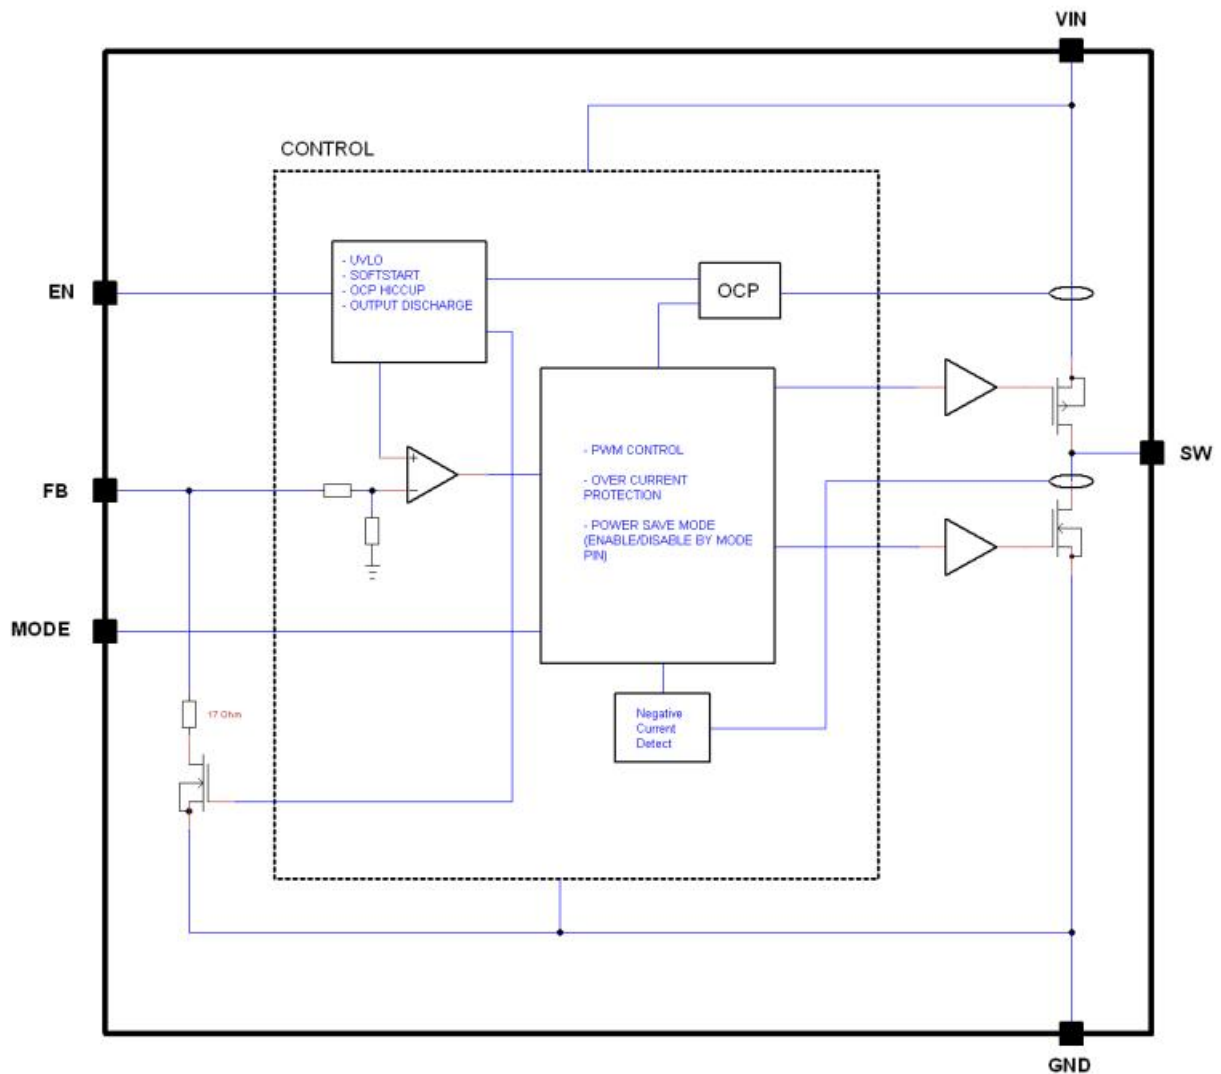 VIN
CONTROL
- UVLO
- SOFTSTART
- OCP HICCUP
- OUTPUT DISCHARGE
EN
OCP
- PWM CONTROL
- OVER CURRENT
PROTECTION
- POWER SAVE MODE
(ENABLE/DISABLE BY MODE
PIN)
SW
+
-
FB
MODE
17 Ohm
Negative
Current
Detect
GND